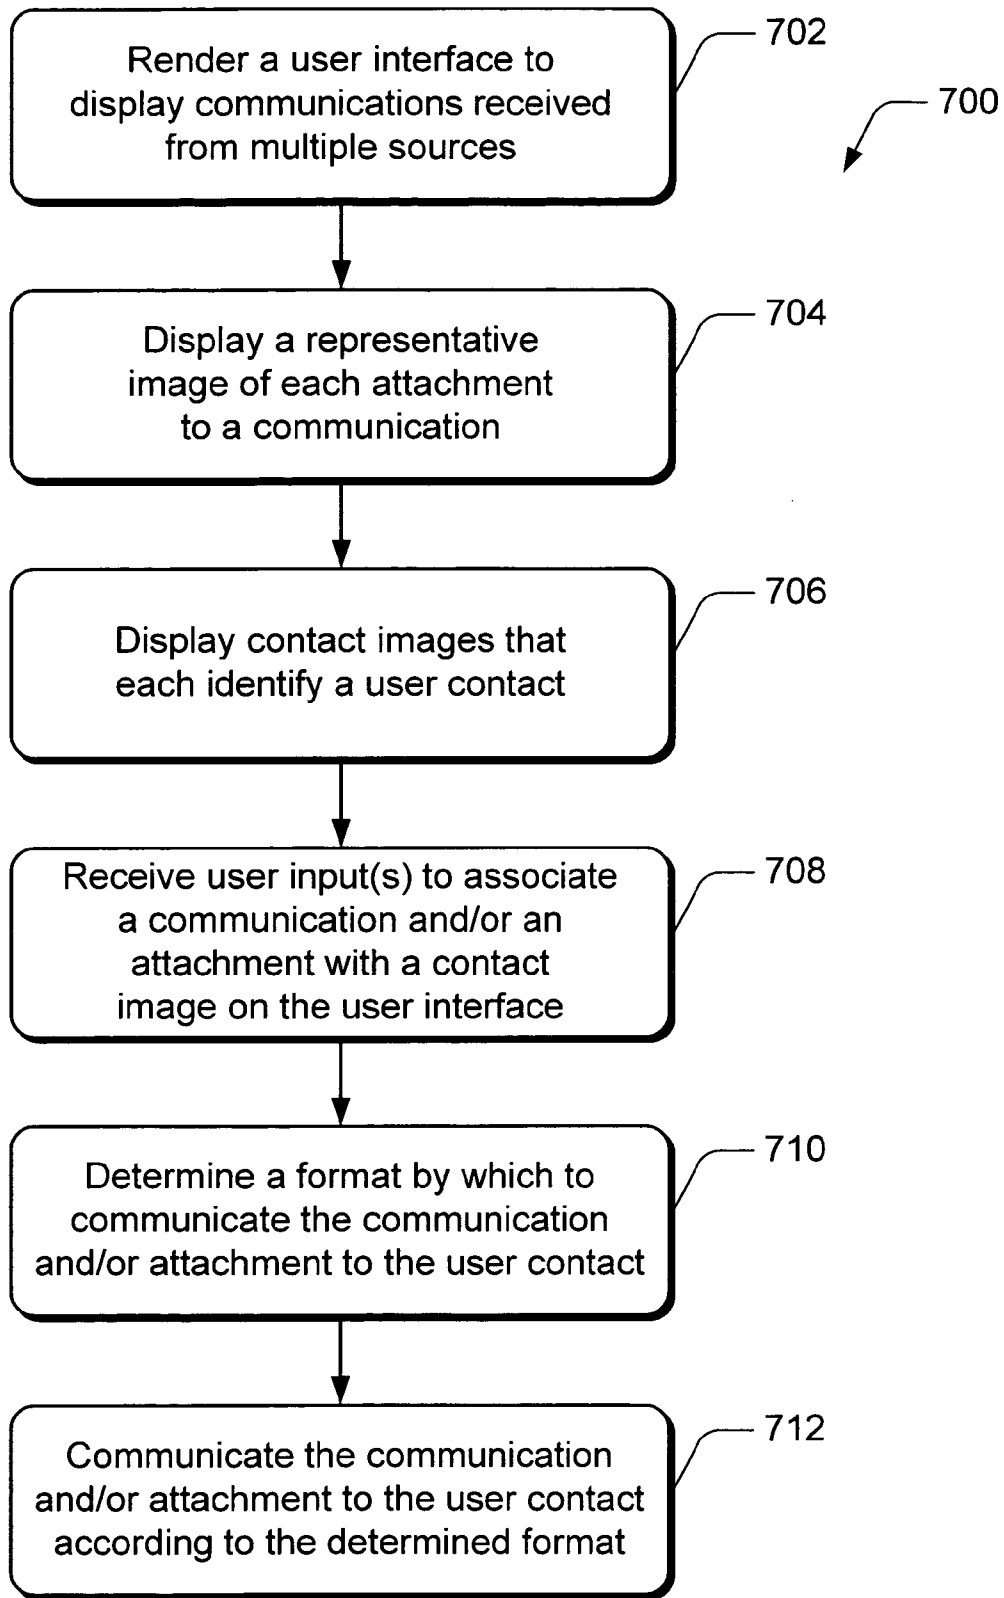 Render a user interface to
display communications received
from multiple sources
702
700
Display a representative
image of each attachment
to a communication
704
Display contact images that
each identify a user contact
706
Receive user input(s) to associate
a communication and/or an
attachment with a contact
image on the user interface
708
Determine a format by which to
communicate the communication
and/or attachment to the user contact
710
Communicate the communication
and/or attachment to the user contact
according to the determined format
712